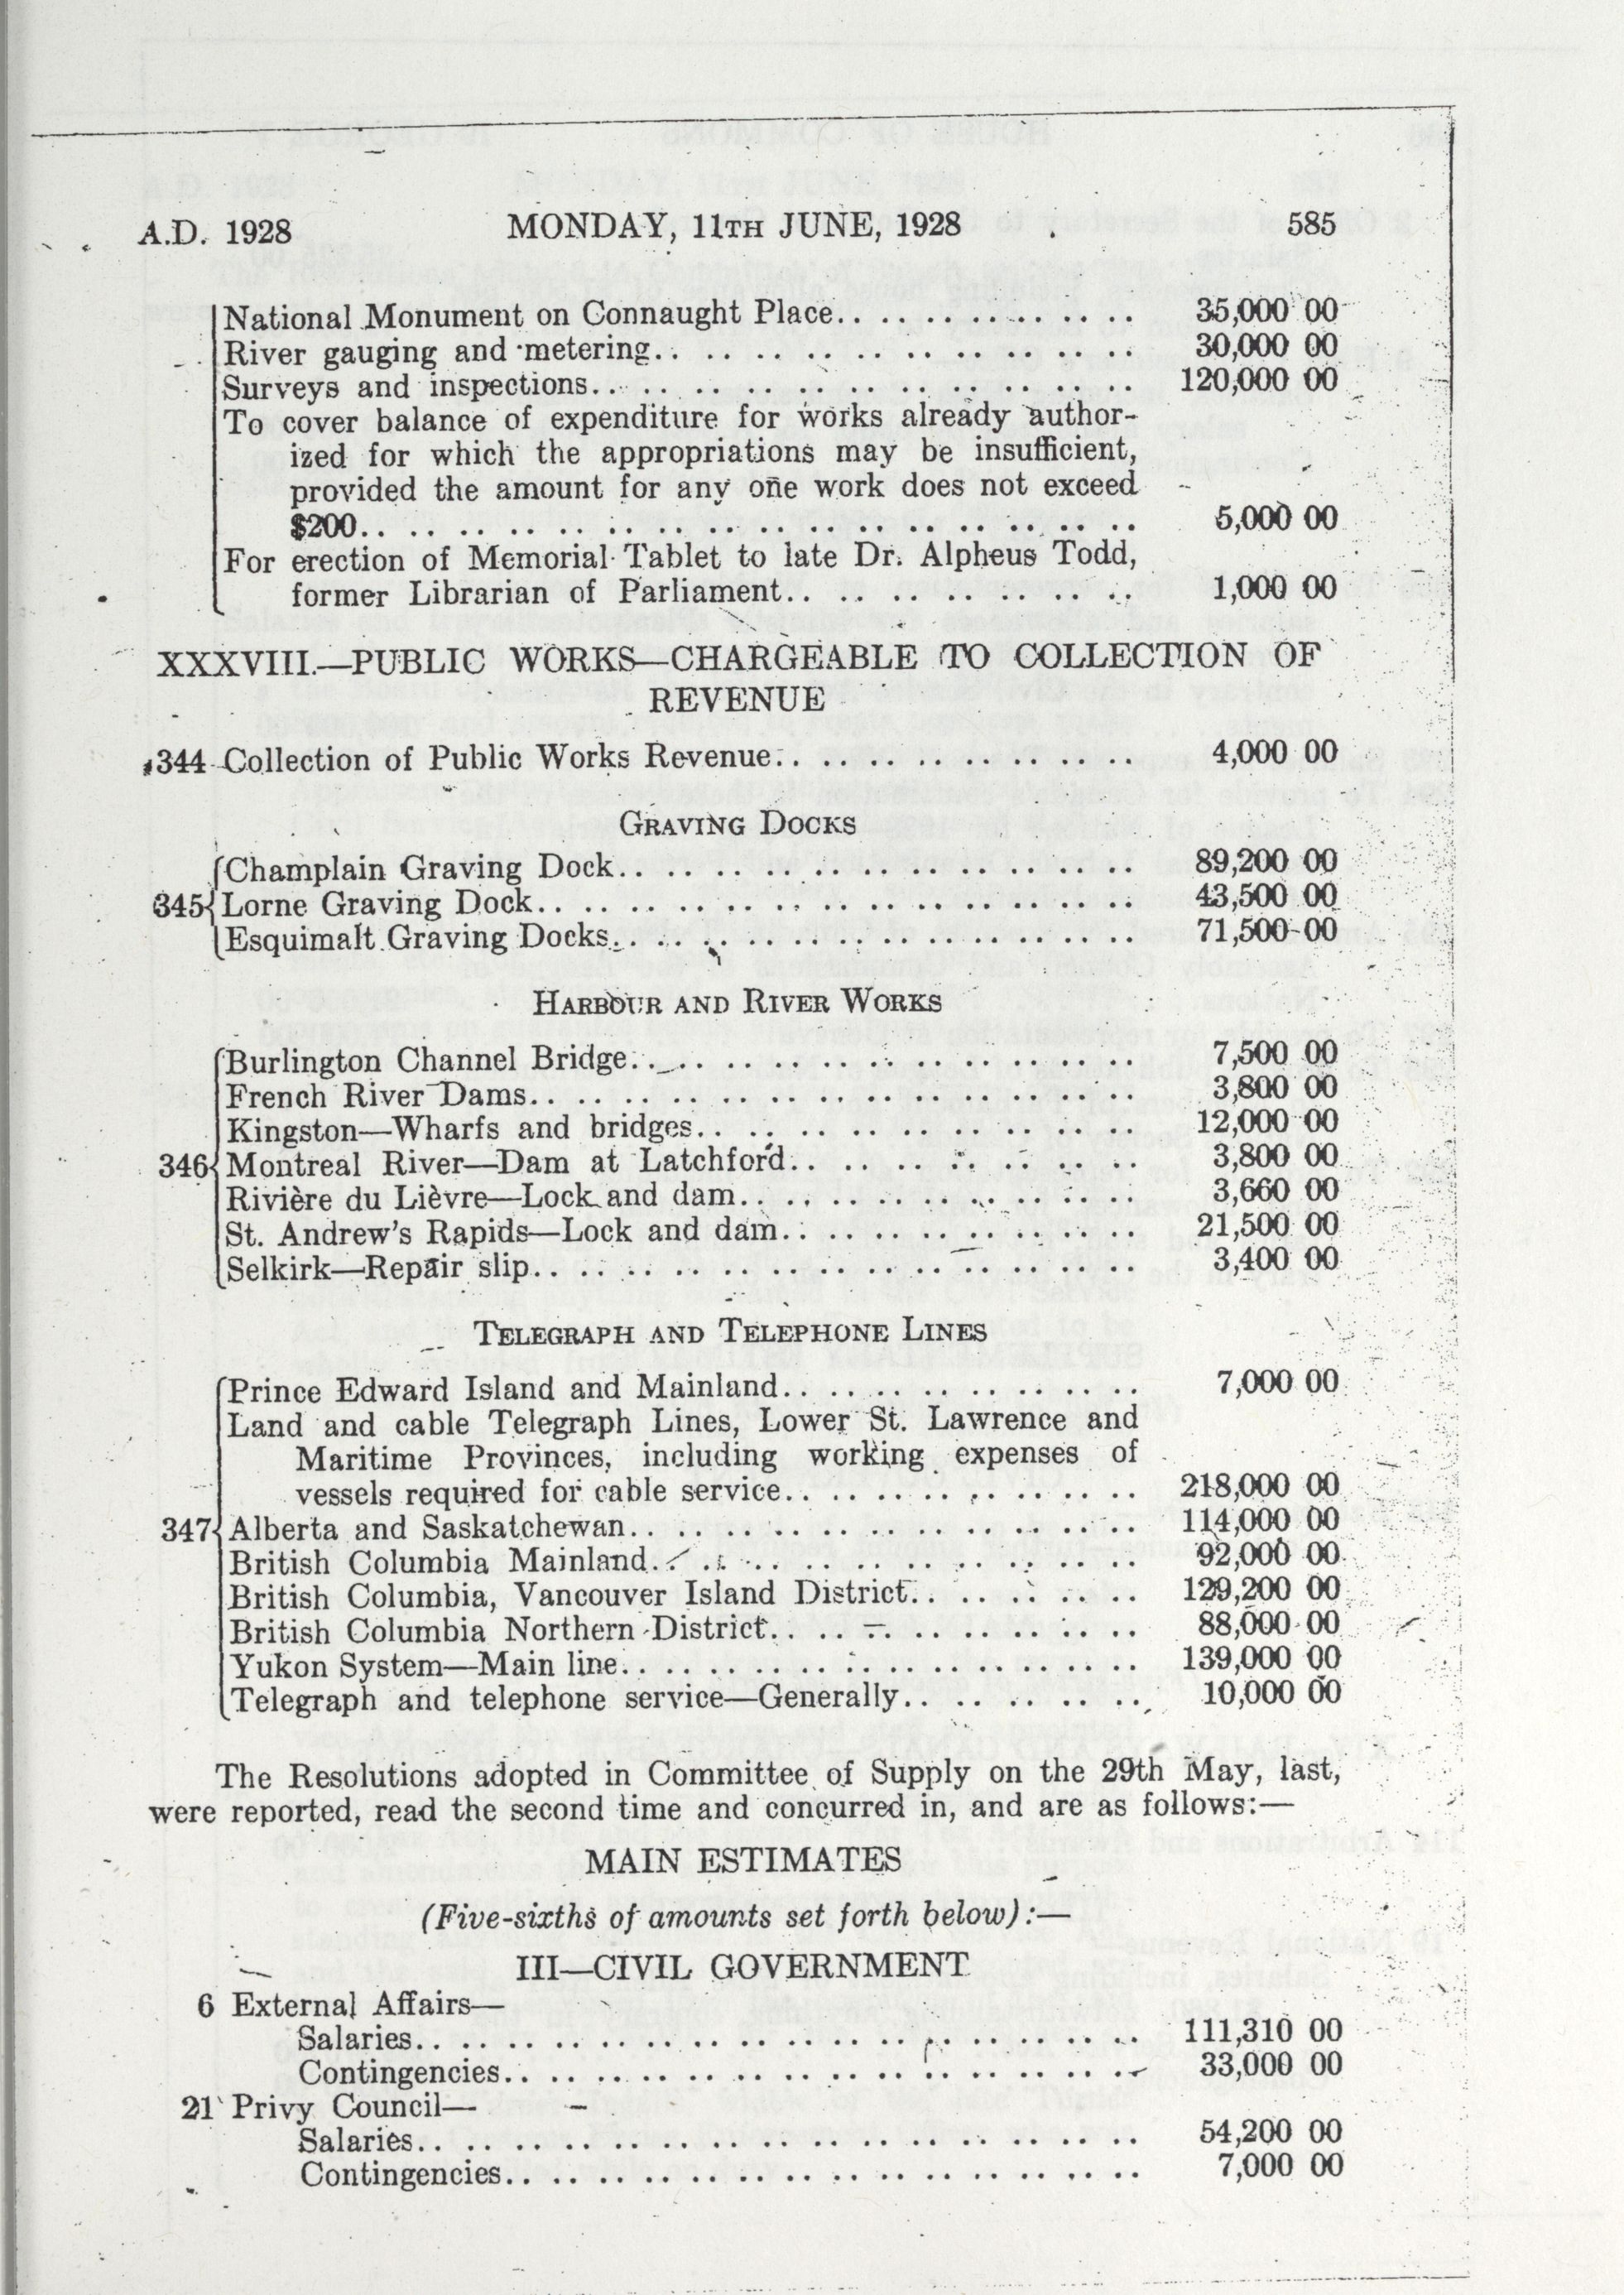 A.D. 1928 MONDAY, 11TH JUNE, 1928 585
National Monument on Connaught Place.. .. .. .. .. .. .. 35,000 00
River gauging and metering.. .. .. .. .. .. .. .. .. .. 30,000 00
Surveys and inspections.. .. .. .. .. .. .. .. .. .. .. .. 120,000 00
To cover balance of expenditure for works already author-
ized for which the appropriations may be insufficient,
provided the amount for any one work does not exceed
$200.. .. .. .. .. .. .. .. .. .. .. .. .. .. .. .. 5,000 00
For erection of Memorial Tablet to late Dr. Alpheus Todd,
former Librarian of Parliament.. .. .. .. .. .. .. .. 1,000 00
XXXVIII.—PUBLIC WORKS—CHARGEABLE TO COLLECTION OF
REVENUE
344 Collection of Public Works Revenue.. .. .. .. .. .. .. .. 4,000 00
GRAVING DOCKS
Champlain Graving Dock.. .. .. .. .. .. .. .. .. .. .. 89,200 00
345 Lorne Graving Dock.. .. .. .. .. .. .. .. .. .. .. .. .. 43,500 00
Esquimalt Graving Docks.. .. .. .. .. .. .. .. .. .. .. 71,500 00
HARBOUR AND RIVER WORKS
Burlington Channel Bridge.. .. .. .. .. .. .. .. .. .. .. 7,500 00
French River Dams.. .. .. .. .. .. .. .. .. .. .. .. .. 3,800 00
Kingston—Wharfs and bridges.. .. .. .. .. .. .. .. .. .. 12,000 00
346 Montreal River—Dam at Latchford.. .. .. .. .. .. .. .. 3,800 00
Rivière du Lièvre—Lock and dam.. .. .. .. .. .. .. .. .. 3,660 00
St. Andrew's Rapids—Lock and dam.. .. .. .. .. .. .. .. 21,500 00
Selkirk—Repair slip.. .. .. .. .. .. .. .. .. .. .. .. .. 3,400 00
TELEGRAPH AND TELEPHONE LINES
Prince Edward Island and Mainland.. .. .. .. .. .. .. .. 7,000 00
Land and cable Telegraph Lines, Lower St. Lawrence and
Maritime Provinces, including working expenses of
vessels required for cable service.. .. .. .. .. .. .. .. 218,000 00
347 Alberta and Saskatchewan.. .. .. .. .. .. .. .. .. .. .. 114,000 00
British Columbia Mainland.. .. .. .. .. .. .. .. .. .. .. 92,000 00
British Columbia, Vancouver Island District.. .. .. .. .. 129,200 00
British Columbia Northern District.. .. .. .. .. .. .. .. 88,000 00
Yukon System—Main line.. .. .. .. .. .. .. .. .. .. .. 139,000 00
Telegraph and telephone service—Generally.. .. .. .. .. 10,000 00
The Resolutions adopted in Committee of Supply on the 29th May, last,
were reported, read the second time and concurred in, and are as follows:—
MAIN ESTIMATES
(Five-sixths of amounts set forth below):—
III—CIVIL GOVERNMENT
6 External Affairs—
Salaries.. .. .. .. .. .. .. .. .. .. .. .. .. .. .. .. 111,310 00
Contingencies.. .. .. .. .. .. .. .. .. .. .. .. .. .. 33,000 00
21 Privy Council—
Salaries.. .. .. .. .. .. .. .. .. .. .. .. .. .. .. .. 54,200 00
Contingencies.. .. .. .. .. .. .. .. .. .. .. .. .. .. 7,000 00